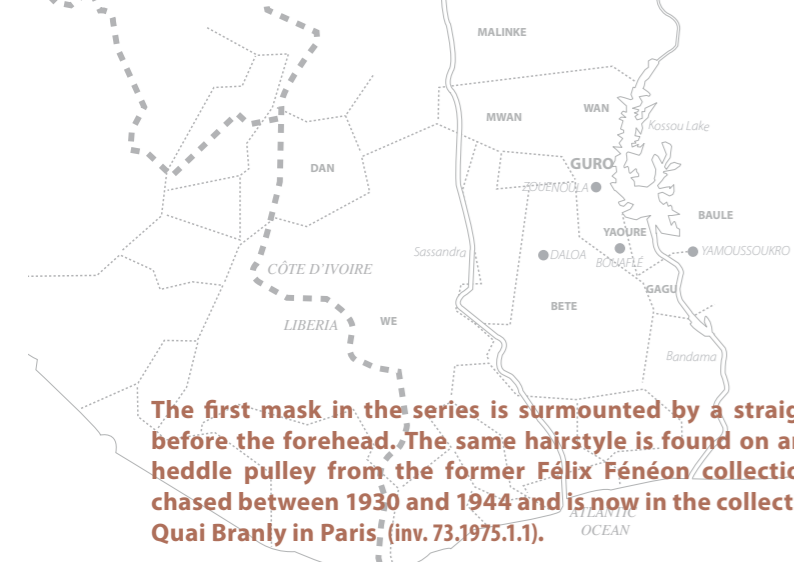 MALINKE
WAN
MWAN
Kossou Lake
DAN
GURO
ZOUENOULA
BAULE
YAOURE
Sassandra
DALOA
BOUAFLÉ
YAMOUSSOUKRO
CÔTE D'IVOIRE
GAGU
BETE
LIBERIA
WE
Bandama
The first mask in the series is surmounted by a straig
before the forehead. The same hairstyle is found on a
heddle pulley from the former Félix Fénéon collectio
chased between 1930 and 1944 and is now in the collect
Quai Branly in Paris (inv. 73.1975.1.1).
ATLANTIC
OCEAN